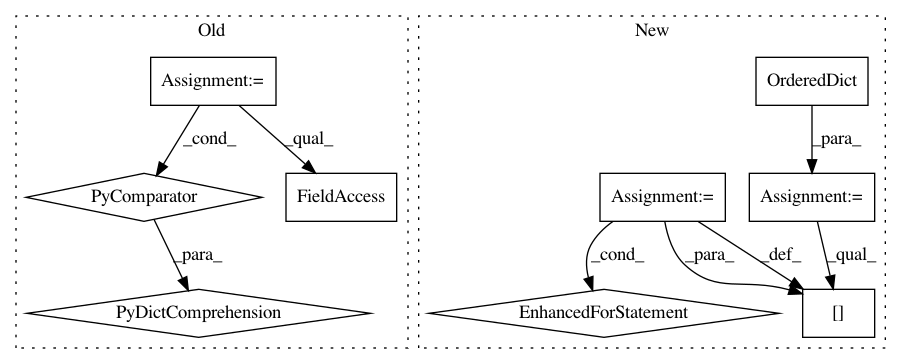 Old
New
Assignment:=
OrderedDict
_cond_
_qual_
_para_
PyComparator
FieldAccess
Assignment:=
Assignment:=
_para_
_cond_
_para_
_def_
_qual_
PyDictComprehension
EnhancedForStatement
[]